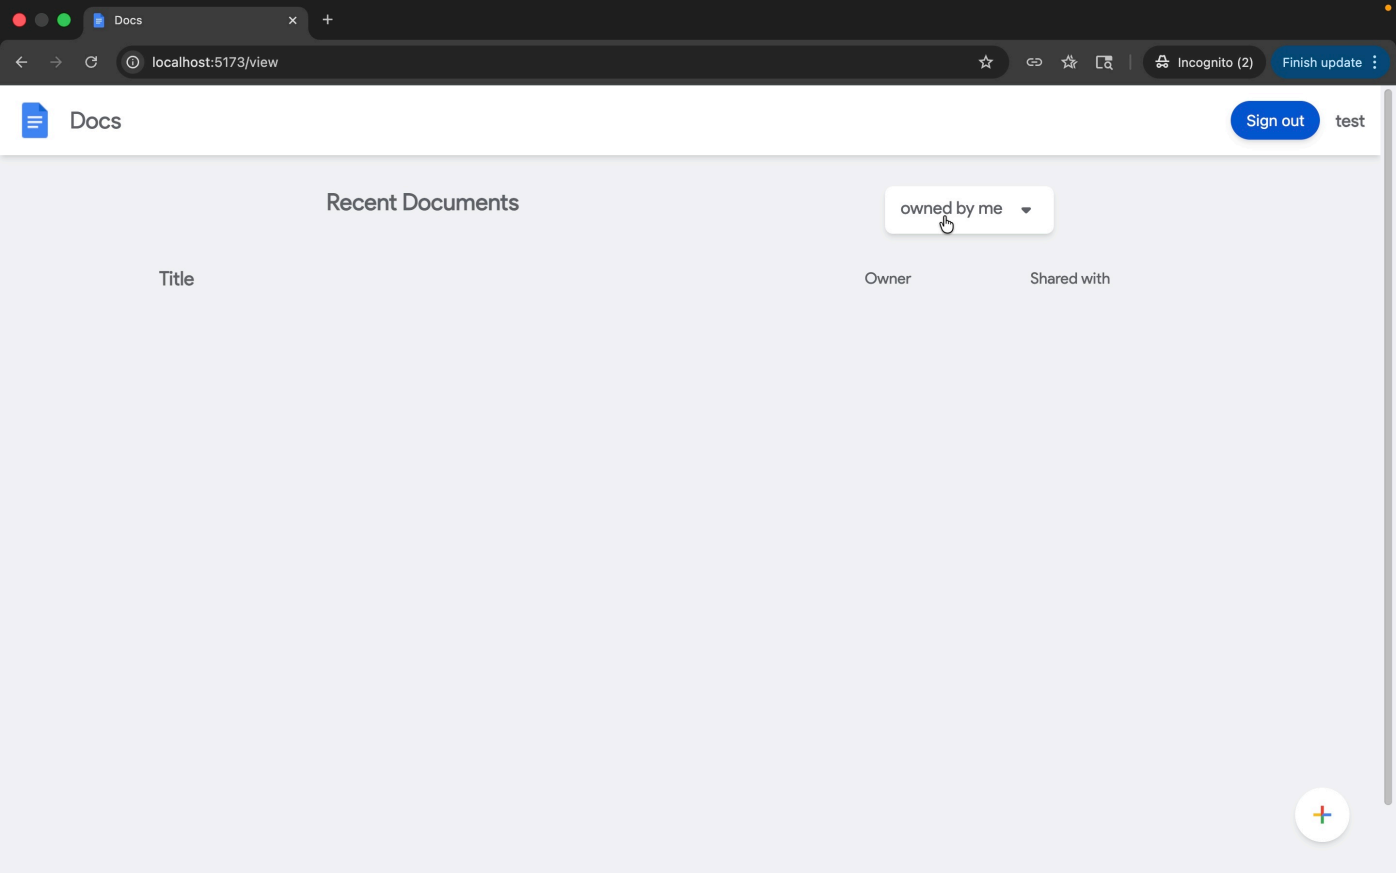 Docs
localhost:5173/view
Incognito (2)
Finish update
Docs
Sign out
test
Recent Documents
owned by me
Title
Owner
Shared with